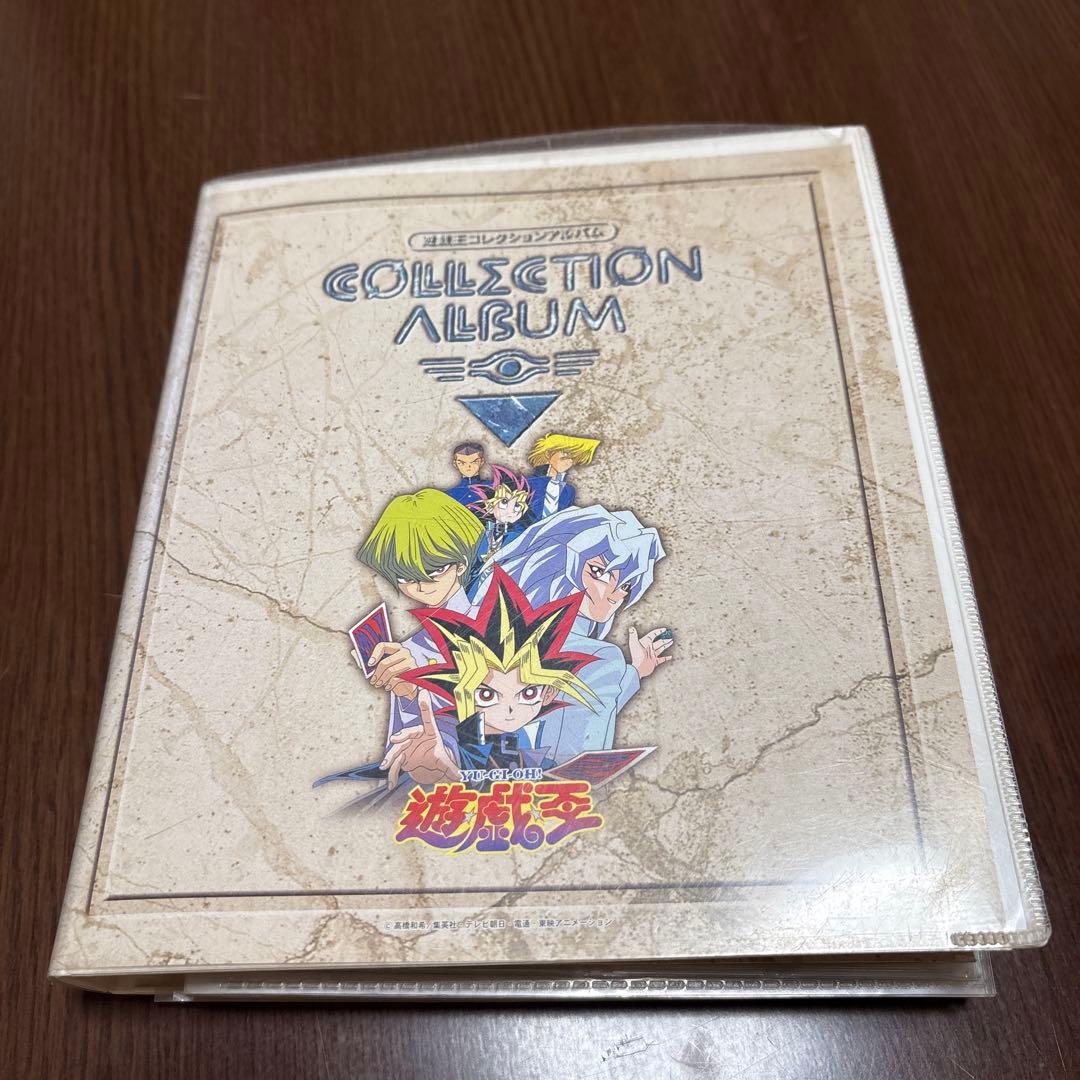 遊戯王コレクションアルバム
COLLECTION
ALBUM
YU-GI-OH!
遊戯王
© 高橋和希/集英社・テレビ朝日・電通・東映アニメーション